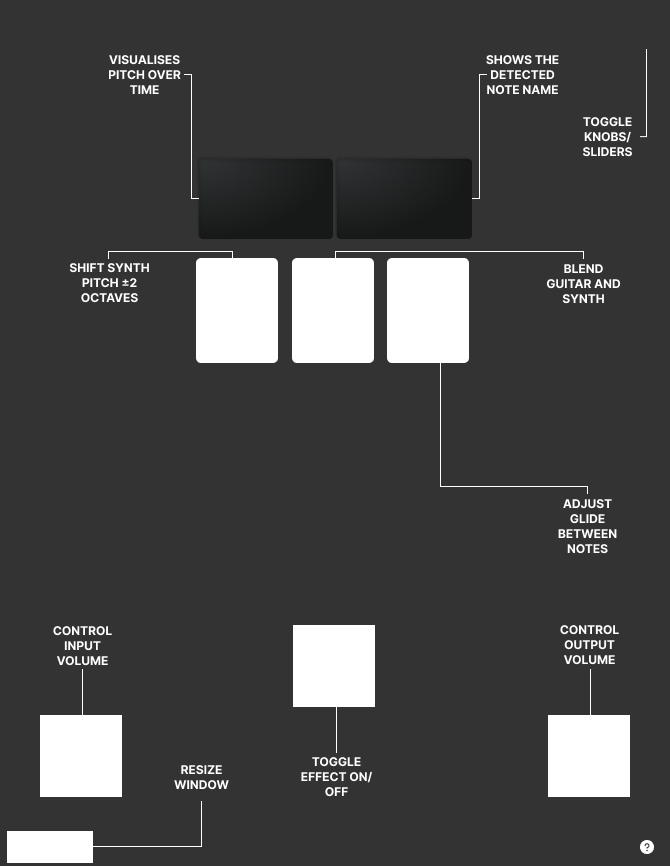 VISUALISES
PITCH OVER
TIME
SHOWS THE
DETECTED
NOTE NAME
TOGGLE
KNOBS/
SLIDERS
SHIFT SYNTH
PITCH ±2
OCTAVES
BLEND
GUITAR AND
SYNTH
ADJUST
GLIDE
BETWEEN
NOTES
CONTROL
INPUT
VOLUME
CONTROL
OUTPUT
VOLUME
TOGGLE
EFFECT ON/
OFF
RESIZE
WINDOW
?